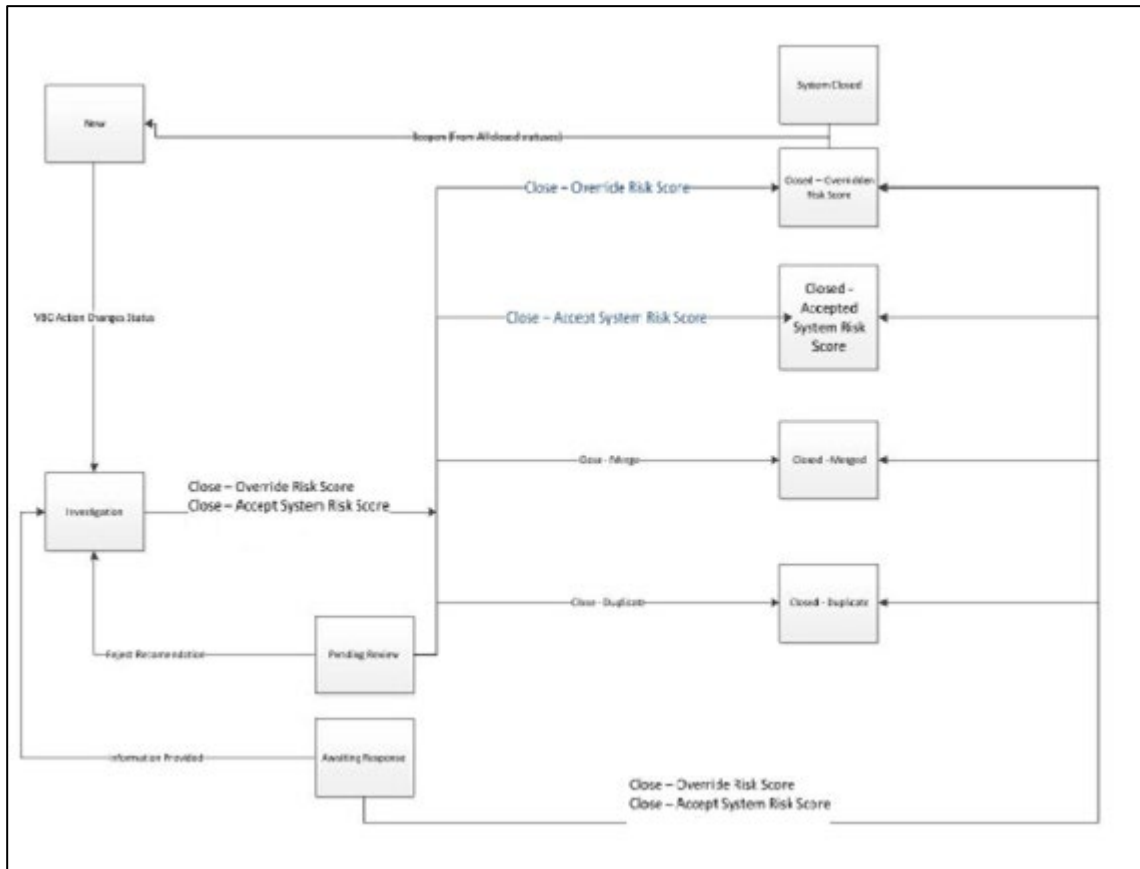 System Closed
New
Reopen (From All closed statuses)
Close – Override Risk Score
Closed – Overridden
Risk Score
Close – Accept System Risk Score
Closed -
Accepted
System Risk
Score
Action Changes Status
Close - Merge
Closed - Merged
Investigation
Close – Override Risk Score
Close – Accept System Risk Score
Close - Duplicate
Closed - Duplicate
Reject Recomendation
Pending Review
Information Provided
Awaiting Response
Close – Override Risk Score
Close – Accept System Risk Score